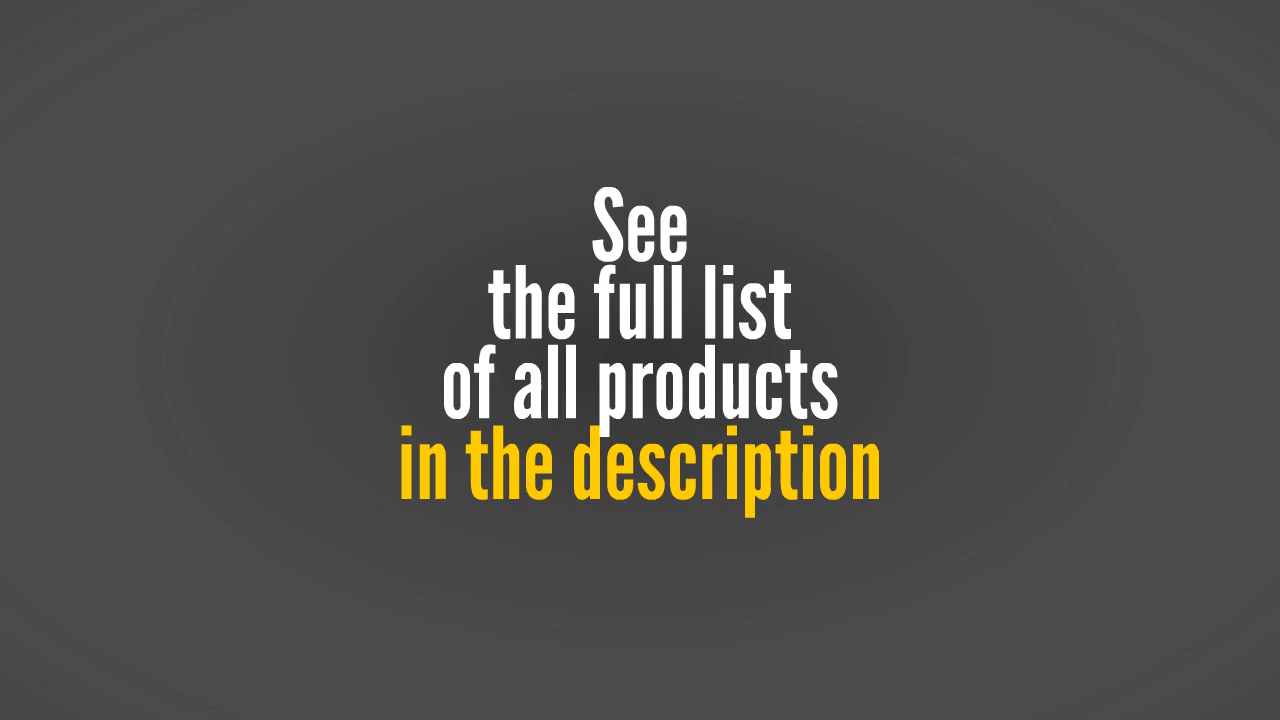 See
the full list
of all products
in the description